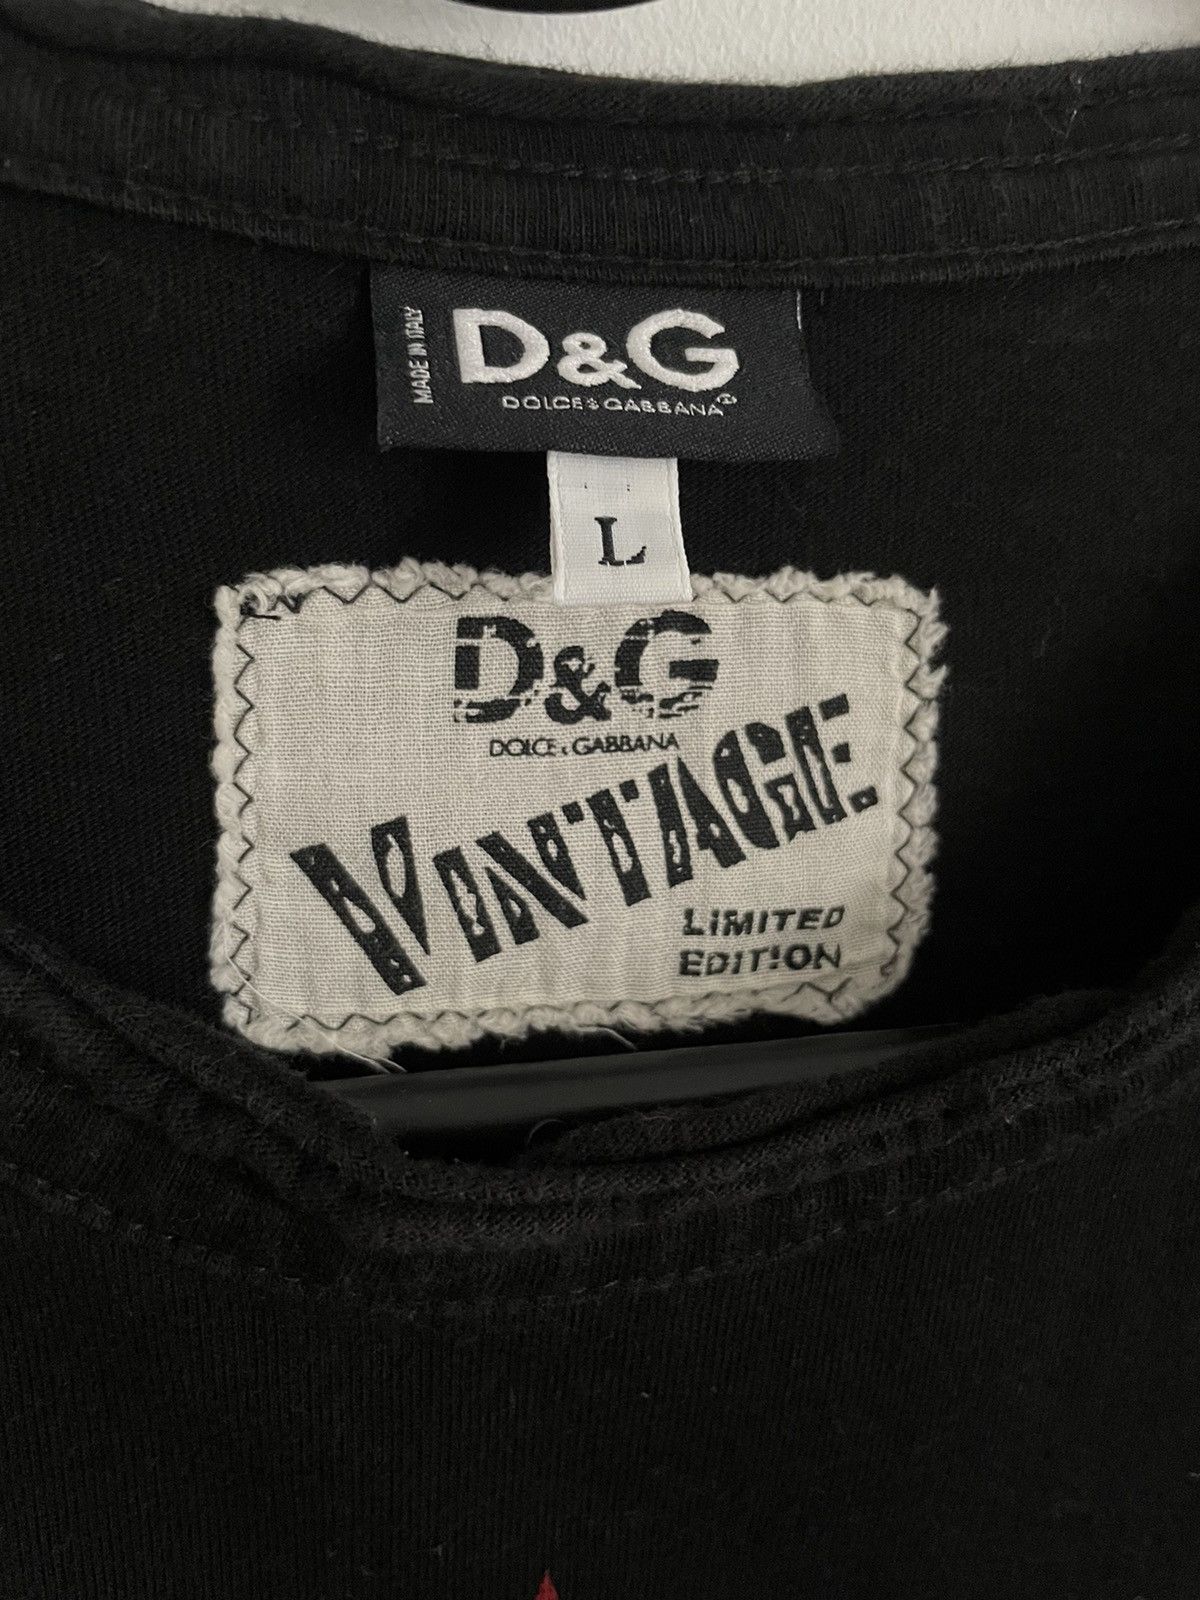 MADE IN ITALY
D&G
DOLCE & GABBANA®
L
D&G
DOLCE & GABBANA
VINTAGE
LIMITED
EDITION